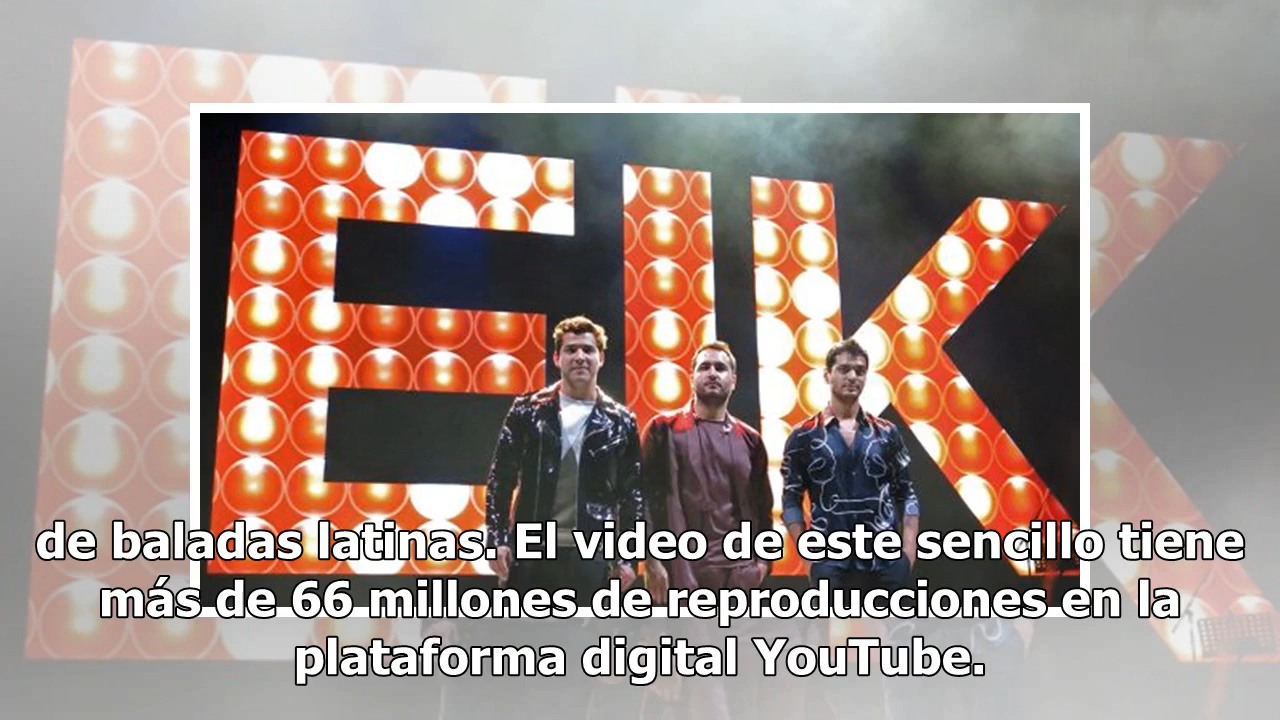 EIK
de baladas latinas. El video de este sencillo tiene
más de 66 millones de reproducciones en la
plataforma digital YouTube.